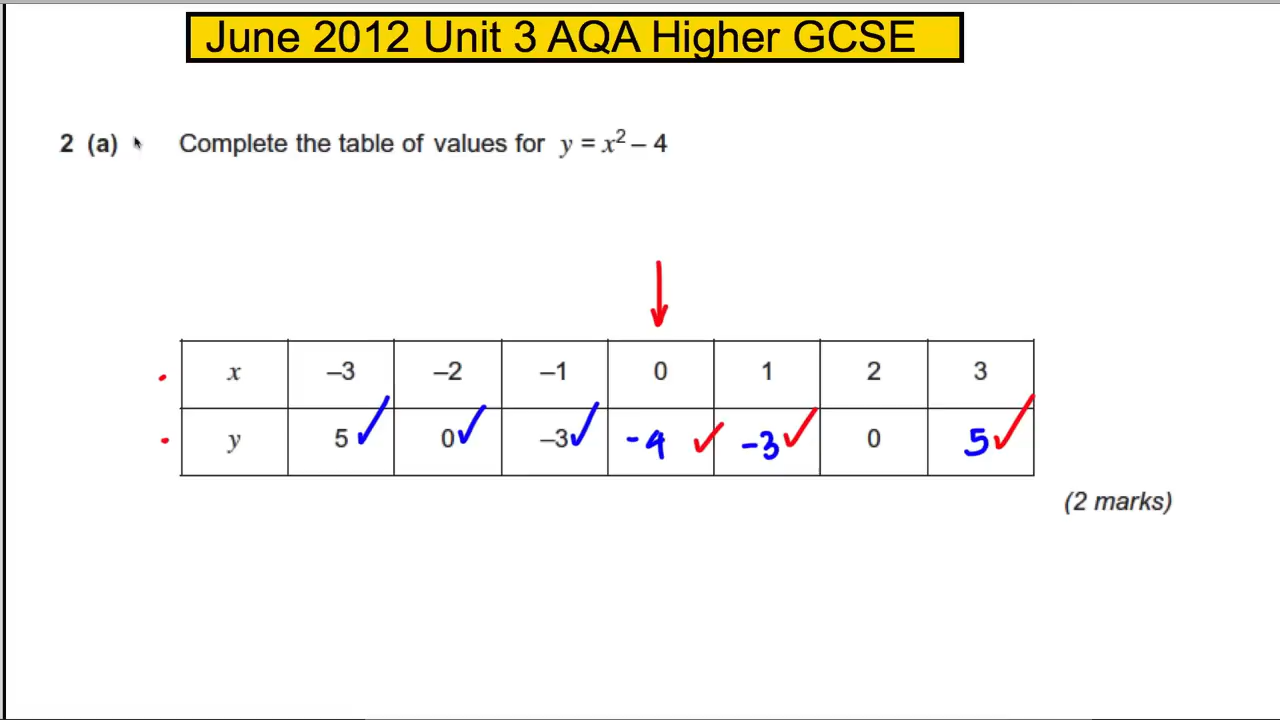 June 2012 Unit 3 AQA Higher GCSE
2 (a) Complete the table of values for y = x² – 4
x –3 –2 –1 0 1 2 3
y 5 0 –3 -4 -3 0 5
(2 marks)